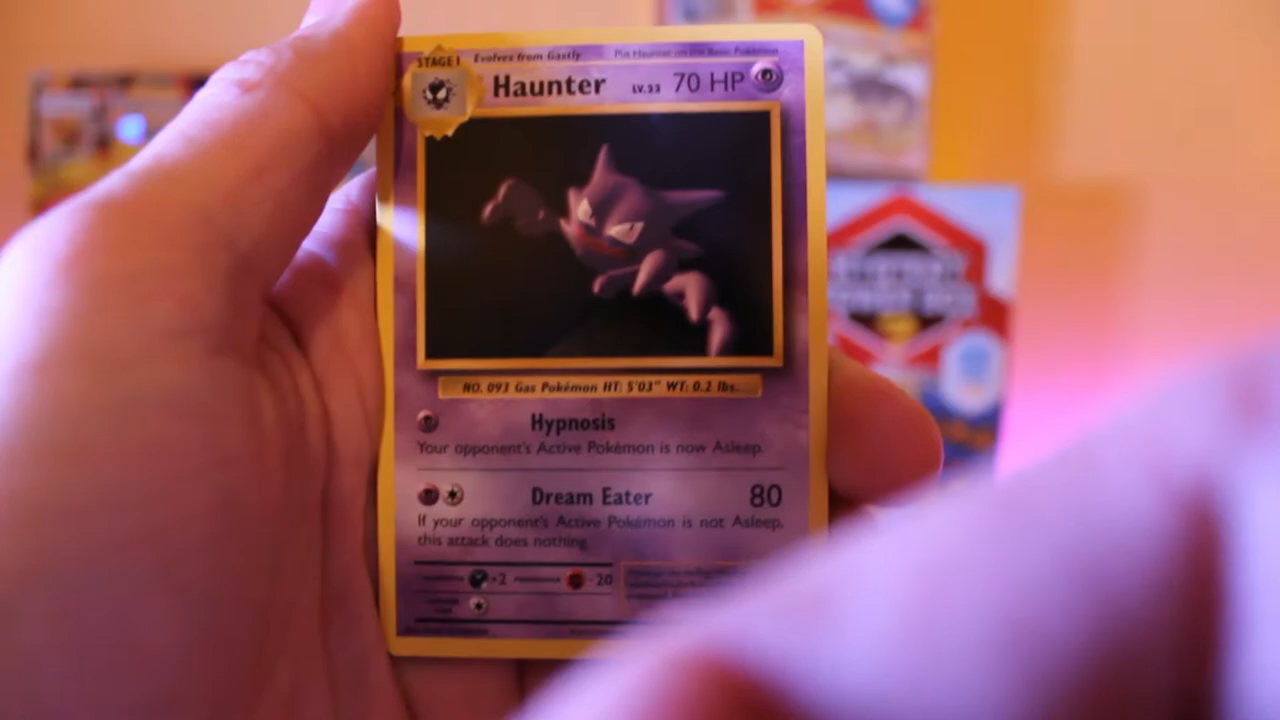 STAGE 1 Evolves from Gastly Put Haunter on the Basic Pokémon
Haunter LV.22 70 HP
NO. 093 Gas Pokémon HT: 5'03" WT: 0.2 lbs.
Hypnosis
Your opponent's Active Pokémon is now Asleep.
Dream Eater 80
If your opponent's Active Pokémon is not Asleep,
this attack does nothing.
×2 -20